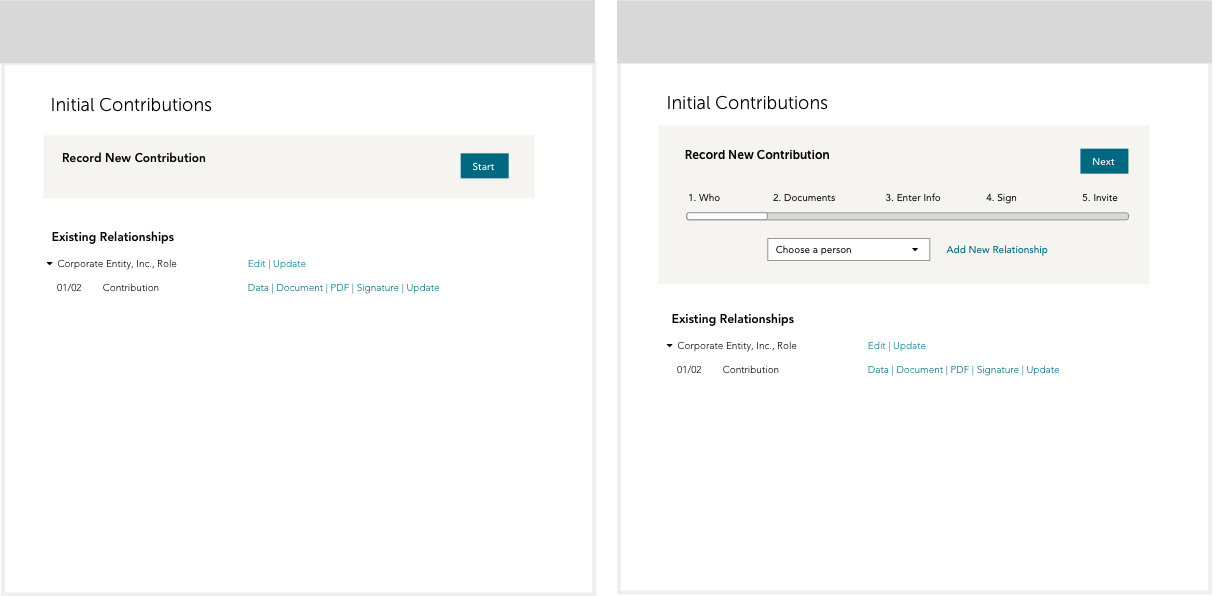 Initial Contributions
Record New Contribution
Start
Existing Relationships
Corporate Entity, Inc., Role Edit | Update
01/02 Contribution Data | Document | PDF | Signature | Update
Initial Contributions
Record New Contribution
Next
1. Who 2. Documents 3. Enter Info 4. Sign 5. Invite
Choose a person Add New Relationship
Existing Relationships
Corporate Entity, Inc., Role Edit | Update
01/02 Contribution Data | Document | PDF | Signature | Update